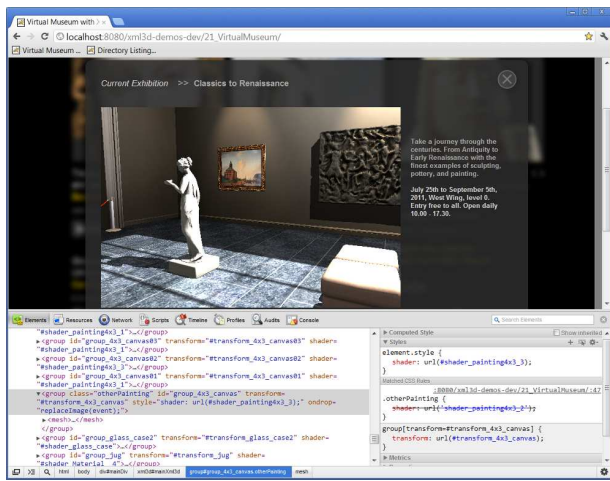 Virtual Museum with X
localhost:8080/xml3d-demos-dev/21_VirtualMuseum/
Virtual Museum ...
Directory Listing...
Current Exhibition >> Classics to Renaissance
Take a journey through the
centuries. From Antiquity to
Early Renaissance with the
finest examples of sculpting,
pottery, and painting.
July 25th to September 5th,
2011, West Wing, level 0.
Entry free to all. Open daily
10.00 - 17.30.
Elements Resources Network Scripts Timeline Profiles Audits Console
Search Elements
"#shader_painting4x3_1">…</group>
<group id="group_4x3_canvas03" transform="#transform_4x3_canvas03" shader=
"#shader_painting4x3_1">…</group>
<group id="group_4x3_canvas02" transform="#transform_4x3_canvas02" shader=
"#shader_painting4x3_1">…</group>
<group id="group_4x3_canvas01" transform="#transform_4x3_canvas01" shader=
"#shader_painting4x3_1">…</group>
<group class="otherPainting" id="group_4x3_canvas" transform=
"#transform_4x3_canvas" style="shader: url(#shader_painting4x3_3);" ondrop=
"replaceImage(event);">
<mesh>…</mesh>
</group>
<group id="group_glass_case2" transform="#transform_glass_case2" shader=
"#shader_glass_case">…</group>
<group id="group_jug" transform="#transform_jug" shader=
"#shader_Material__4">…</group>
Computed Style
Show inherited
Styles
element.style {
shader: url(#shader_painting4x3_3);
}
Matched CSS Rules
:8080/xml3d-demos-dev/21_VirtualMuseum/:47
.otherPainting {
shader: url('shader_painting4x3_2');
}
group[transform=#transform_4x3_canvas] {
transform: url(#transform_4x3_canvas);
}
Metrics
html body div#mainDiv xml3d#mainXml3d group#group_4x3_canvas.otherPainting mesh